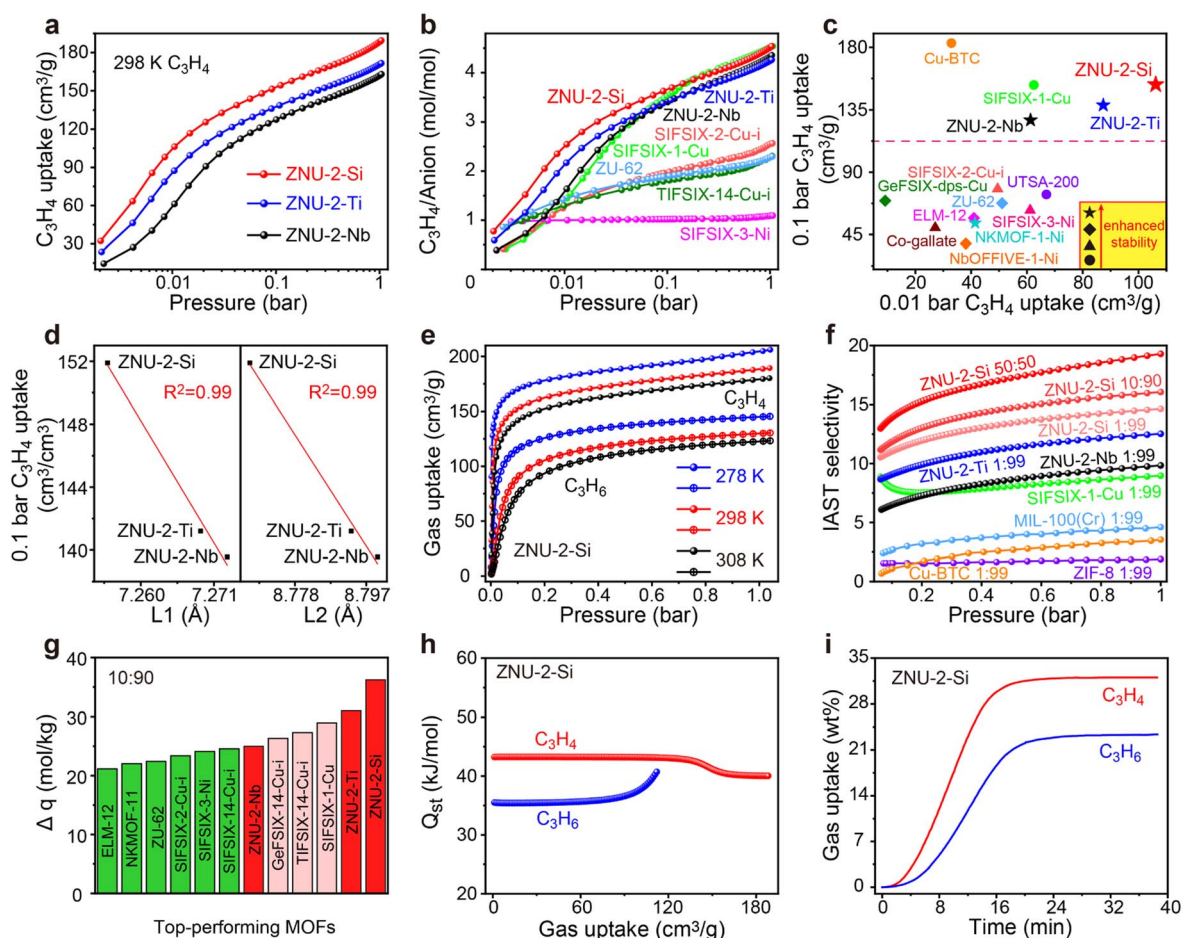 a
C₃H₄ uptake (cm³/g)
180
150
120
90
60
30
298 K C₃H₄
ZNU-2-Si
ZNU-2-Ti
ZNU-2-Nb
0.01
0.1
1
Pressure (bar)
b
C₃H₄/Anion (mol/mol)
4
3
2
1
0
ZNU-2-Si
ZNU-2-Ti
ZNU-2-Nb
SIFSIX-2-Cu-i
SIFSIX-1-Cu
ZU-62
TIFSIX-14-Cu-i
SIFSIX-3-Ni
0.01
0.1
1
Pressure (bar)
c
0.1 bar C₃H₄ uptake
(cm³/g)
180
135
90
45
Cu-BTC
ZNU-2-Si
SIFSIX-1-Cu
ZNU-2-Nb
ZNU-2-Ti
SIFSIX-2-Cu-i
GeFSIX-dps-Cu
UTSA-200
ZU-62
ELM-12
SIFSIX-3-Ni
NKMOF-1-Ni
Co-gallate
NbOFFIVE-1-Ni
enhanced
stability
20
40
60
80
100
0.01 bar C₃H₄ uptake (cm³/g)
d
0.1 bar C₃H₄ uptake
(cm³/cm³)
152
148
144
140
ZNU-2-Si
R²=0.99
ZNU-2-Ti
ZNU-2-Nb
7.260
7.271
L1 (Å)
ZNU-2-Si
R²=0.99
ZNU-2-Ti
ZNU-2-Nb
8.778
8.797
L2 (Å)
e
Gas uptake (cm³/g)
200
150
100
50
0
C₃H₄
C₃H₆
278 K
298 K
308 K
ZNU-2-Si
0.0
0.2
0.4
0.6
0.8
1.0
Pressure (bar)
f
IAST selectivity
20
15
10
5
0
ZNU-2-Si 50:50
ZNU-2-Si 10:90
ZNU-2-Si 1:99
ZNU-2-Ti 1:99
ZNU-2-Nb 1:99
SIFSIX-1-Cu 1:99
MIL-100(Cr) 1:99
Cu-BTC 1:99
ZIF-8 1:99
0.2
0.4
0.6
0.8
1
Pressure (bar)
g
Δ q (mol/kg)
40
30
20
10
0
10:90
ELM-12
NKMOF-11
ZU-62
SIFSIX-2-Cu-i
SIFSIX-3-Ni
SIFSIX-14-Cu-i
ZNU-2-Nb
GeFSIX-14-Cu-i
TIFSIX-14-Cu-i
SIFSIX-1-Cu
ZNU-2-Ti
ZNU-2-Si
Top-performing MOFs
h
Qst (kJ/mol)
60
50
40
30
20
ZNU-2-Si
C₃H₄
C₃H₆
0
60
120
180
Gas uptake (cm³/g)
i
Gas uptake (wt%)
35
28
21
14
7
0
ZNU-2-Si
C₃H₄
C₃H₆
0
8
16
24
32
40
Time (min)